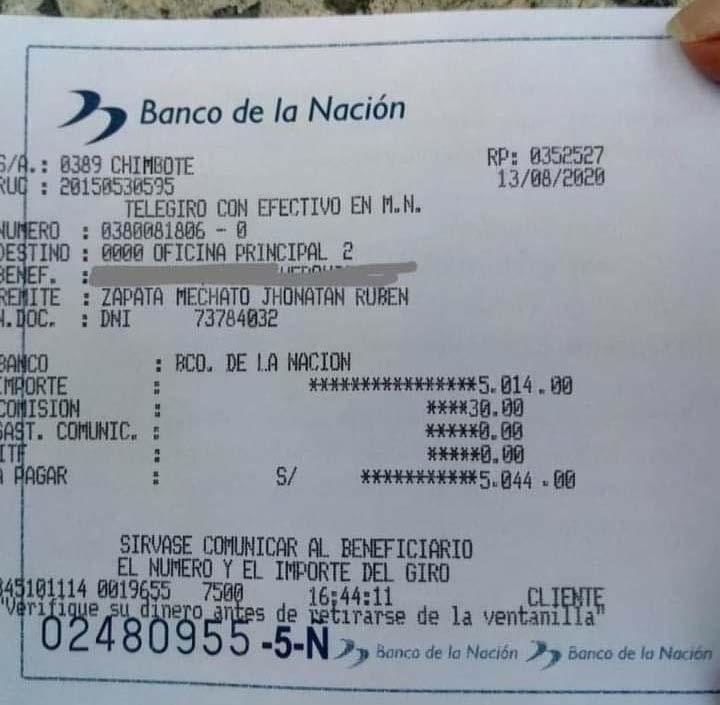 Banco de la Nación
S/A.: 0389 CHIMBOTE RP: 0352527
RUC : 20150530595 13/08/2020
TELEGIRO CON EFECTIVO EN M.N.
NUMERO : 0380081806 - 0
DESTINO : 0000 OFICINA PRINCIPAL 2
BENEF. :
REMITE : ZAPATA MECHATO JHONATAN RUBEN
N.DOC. : DNI 73784032
BANCO : BCO. DE LA NACION
IMPORTE : *****************5.014.00
COMISION : ****30.00
GAST. COMUNIC. : *****0.00
ITF : *****0.00
A PAGAR : S/ ************5.044.00
SIRVASE COMUNICAR AL BENEFICIARIO
EL NUMERO Y EL IMPORTE DEL GIRO
845101114 0019655 7500 16:44:11 CLIENTE
"Verifique su dinero antes de retirarse de la ventanilla"
02480955-5-N Banco de la Nación Banco de la Nación